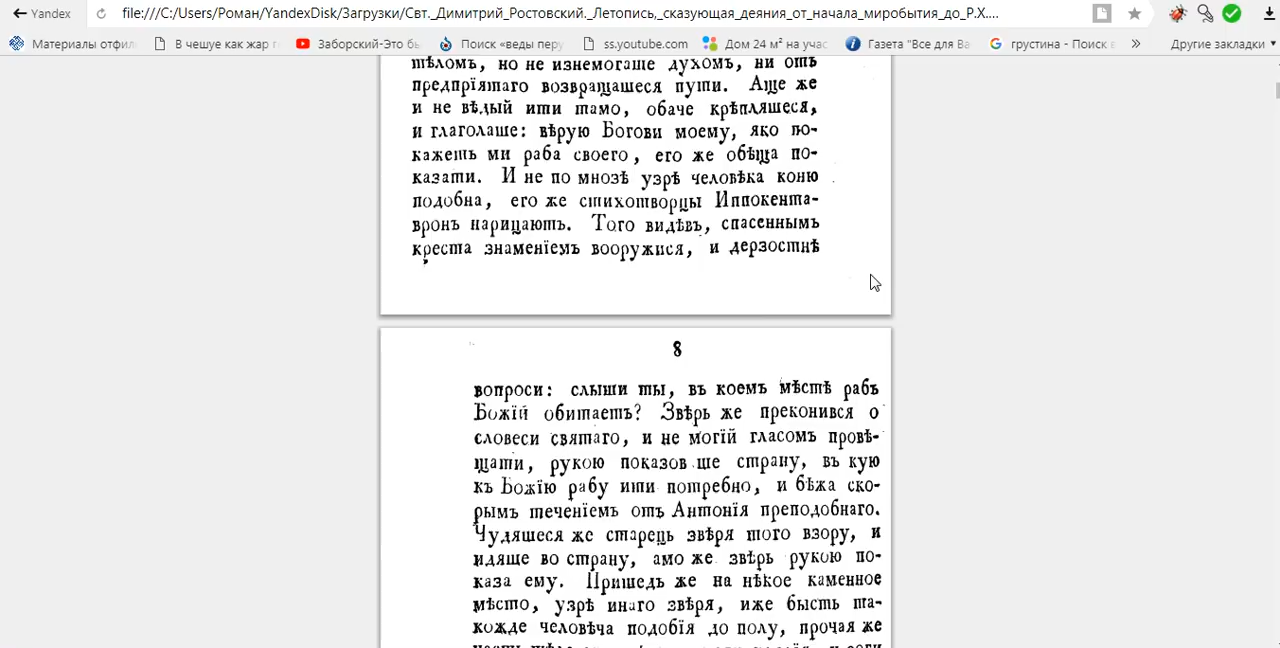 Yandex
file:///C:/Users/Роман/YandexDisk/Загрузки/Свт._Димитрий_Ростовский._Летопись,_сказующая_деяния_от_начала_миробытия_до_Р.Х....
Материалы отфил
В чешуе как жар г
Заборский-Это бы
Поиск «веды перу
ss.youtube.com
Дом 24 м² на учас
Газета "Все для Ва
грустина - Поиск в
»
Другие закладки
тѣломъ, но не изнемогаше духомъ, ни отъ
предпрїятаго возвращашеся пути. Аще же
и не вѣдый ити тамо, обаче крѣпляшеся,
и глаголаше: вѣрую Богови моему, яко по-
кажетъ ми раба своего, его же обѣща по-
казати. И не по мнозѣ узрѣ человѣка коню
подобна, его же стихотворцы Иппокента-
вронъ нарицаютъ. Того видѣвъ, спасеннымъ
креста знаменїемъ вооружися, и дерзостнѣ
8
вопроси: слыши ты, въ коемъ мѣстѣ рабъ
Божїй обитаетъ? Звѣрь же преконився о
словеси святаго, и не могїй гласомъ провѣ-
щати, рукою показов ше страну, въ кую
къ Божїю рабу ити потребно, и бѣжа ско-
рымъ теченїемъ отъ Антонїя преподобнаго.
Чудяшеся же старецъ звѣря того взору, и
идяше во страну, амо же звѣрь рукою по-
каза ему. Пришедъ же на нѣкое каменное
мѣсто, узрѣ инаго звѣря, иже бысть та-
кожде человѣча подобїя до полу, прочая же